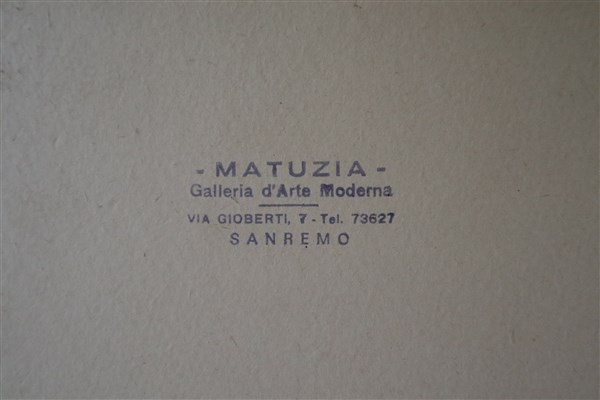 - MATUZIA -
Galleria d'Arte Moderna
VIA GIOBERTI, 7 - Tel. 73627
SANREMO